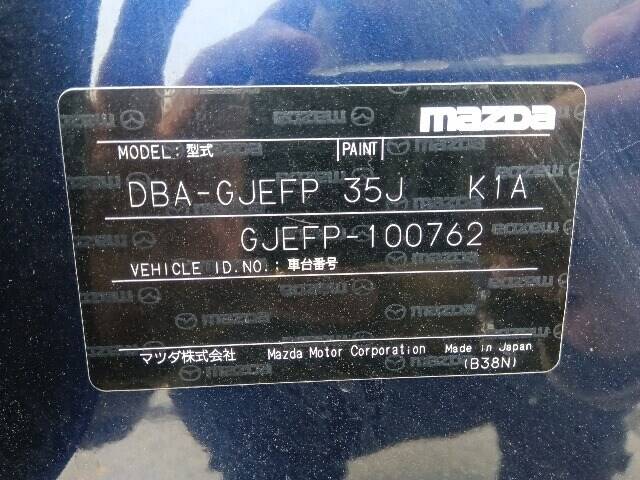 mazda
MODEL：型式 PAINT
DBA-GJEFP 35J K1A
GJEFP-100762
VEHICLE ID.NO.：車台番号
マツダ株式会社 Mazda Motor Corporation Made in Japan
(B38N)